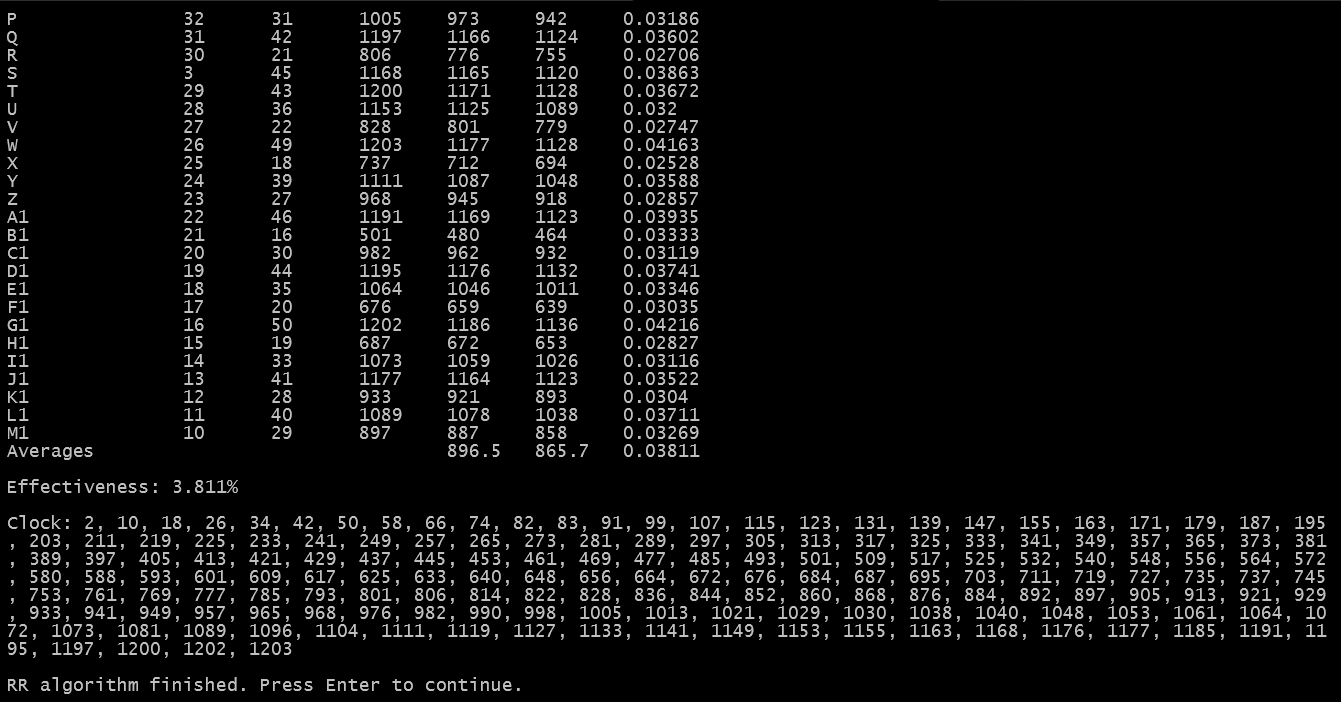 P 32 31 1005 973 942 0.03186
Q 31 42 1197 1166 1124 0.03602
R 30 21 806 776 755 0.02706
S 3 45 1168 1165 1120 0.03863
T 29 43 1200 1171 1128 0.03672
U 28 36 1153 1125 1089 0.032
V 27 22 828 801 779 0.02747
W 26 49 1203 1177 1128 0.04163
X 25 18 737 712 694 0.02528
Y 24 39 1111 1087 1048 0.03588
Z 23 27 968 945 918 0.02857
A1 22 46 1191 1169 1123 0.03935
B1 21 16 501 480 464 0.03333
C1 20 30 982 962 932 0.03119
D1 19 44 1195 1176 1132 0.03741
E1 18 35 1064 1046 1011 0.03346
F1 17 20 676 659 639 0.03035
G1 16 50 1202 1186 1136 0.04216
H1 15 19 687 672 653 0.02827
I1 14 33 1073 1059 1026 0.03116
J1 13 41 1177 1164 1123 0.03522
K1 12 28 933 921 893 0.0304
L1 11 40 1089 1078 1038 0.03711
M1 10 29 897 887 858 0.03269
Averages 896.5 865.7 0.03811
Effectiveness: 3.811%
Clock: 2, 10, 18, 26, 34, 42, 50, 58, 66, 74, 82, 83, 91, 99, 107, 115, 123, 131, 139, 147, 155, 163, 171, 179, 187, 195
, 203, 211, 219, 225, 233, 241, 249, 257, 265, 273, 281, 289, 297, 305, 313, 317, 325, 333, 341, 349, 357, 365, 373, 381
, 389, 397, 405, 413, 421, 429, 437, 445, 453, 461, 469, 477, 485, 493, 501, 509, 517, 525, 532, 540, 548, 556, 564, 572
, 580, 588, 593, 601, 609, 617, 625, 633, 640, 648, 656, 664, 672, 676, 684, 687, 695, 703, 711, 719, 727, 735, 737, 745
, 753, 761, 769, 777, 785, 793, 801, 806, 814, 822, 828, 836, 844, 852, 860, 868, 876, 884, 892, 897, 905, 913, 921, 929
, 933, 941, 949, 957, 965, 968, 976, 982, 990, 998, 1005, 1013, 1021, 1029, 1030, 1038, 1040, 1048, 1053, 1061, 1064, 10
72, 1073, 1081, 1089, 1096, 1104, 1111, 1119, 1127, 1133, 1141, 1149, 1153, 1155, 1163, 1168, 1176, 1177, 1185, 1191, 11
95, 1197, 1200, 1202, 1203
RR algorithm finished. Press Enter to continue.